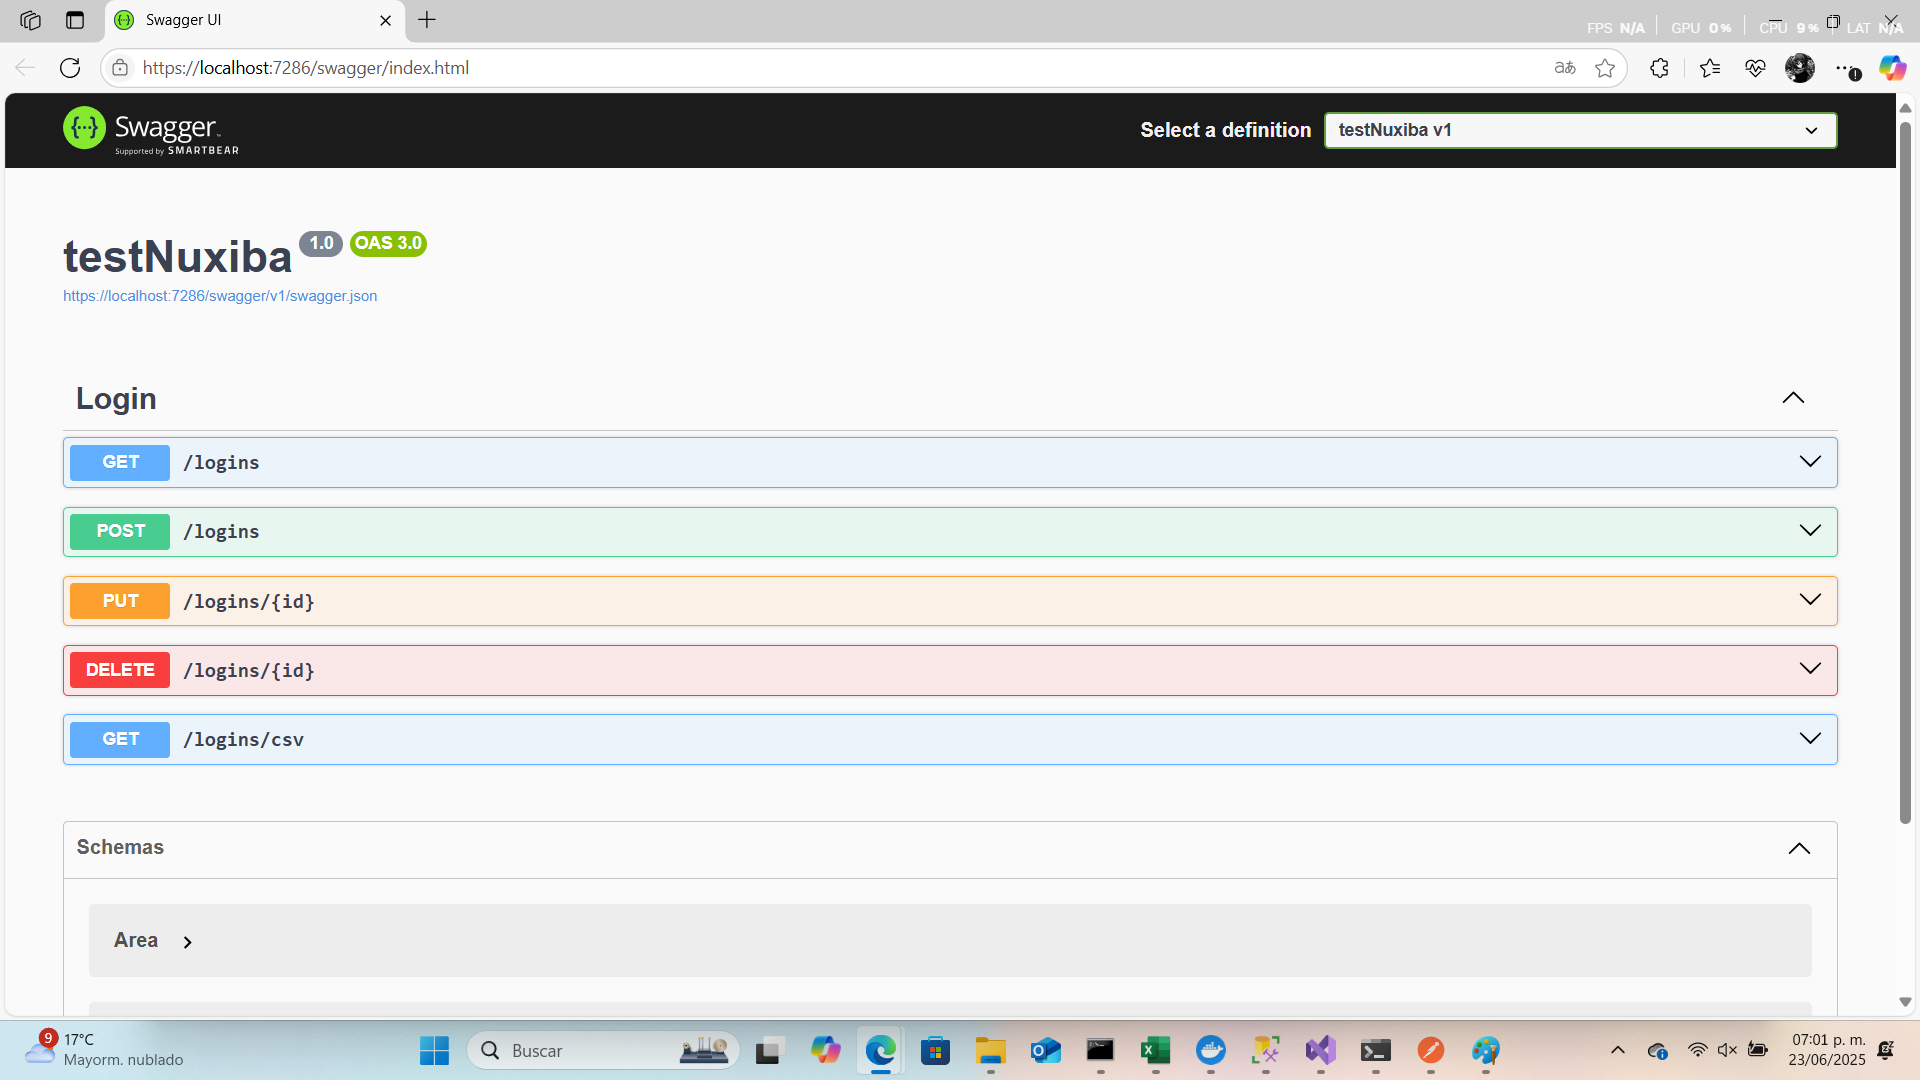 Swagger UI
FPS N/A GPU 0% CPU 9% LAT N/A
https://localhost:7286/swagger/index.html
Swagger
Supported by SMARTBEAR
Select a definition
testNuxiba v1
testNuxiba 1.0 OAS 3.0
https://localhost:7286/swagger/v1/swagger.json
Login
GET /logins
POST /logins
PUT /logins/{id}
DELETE /logins/{id}
GET /logins/csv
Schemas
Area
9
17°C
Mayorm. nublado
Buscar
07:01 p. m.
23/06/2025